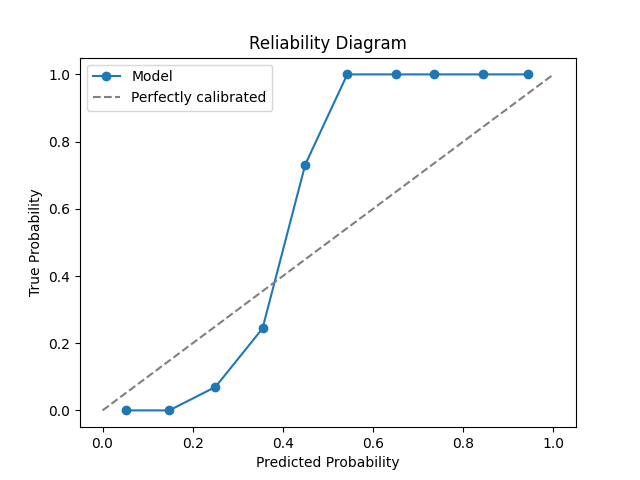 Reliability Diagram
Model
Perfectly calibrated
True Probability
1.0
0.8
0.6
0.4
0.2
0.0
0.0 0.2 0.4 0.6 0.8 1.0
Predicted Probability